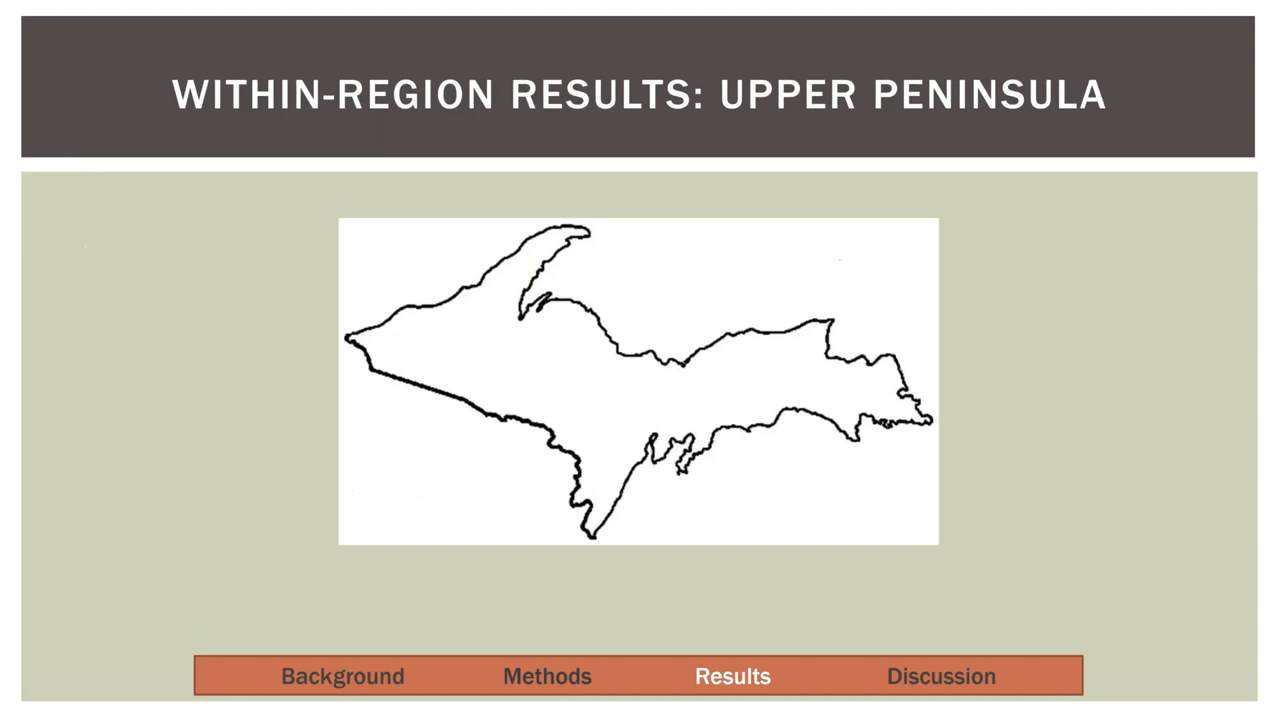 WITHIN-REGION RESULTS: UPPER PENINSULA
Background Methods Results Discussion